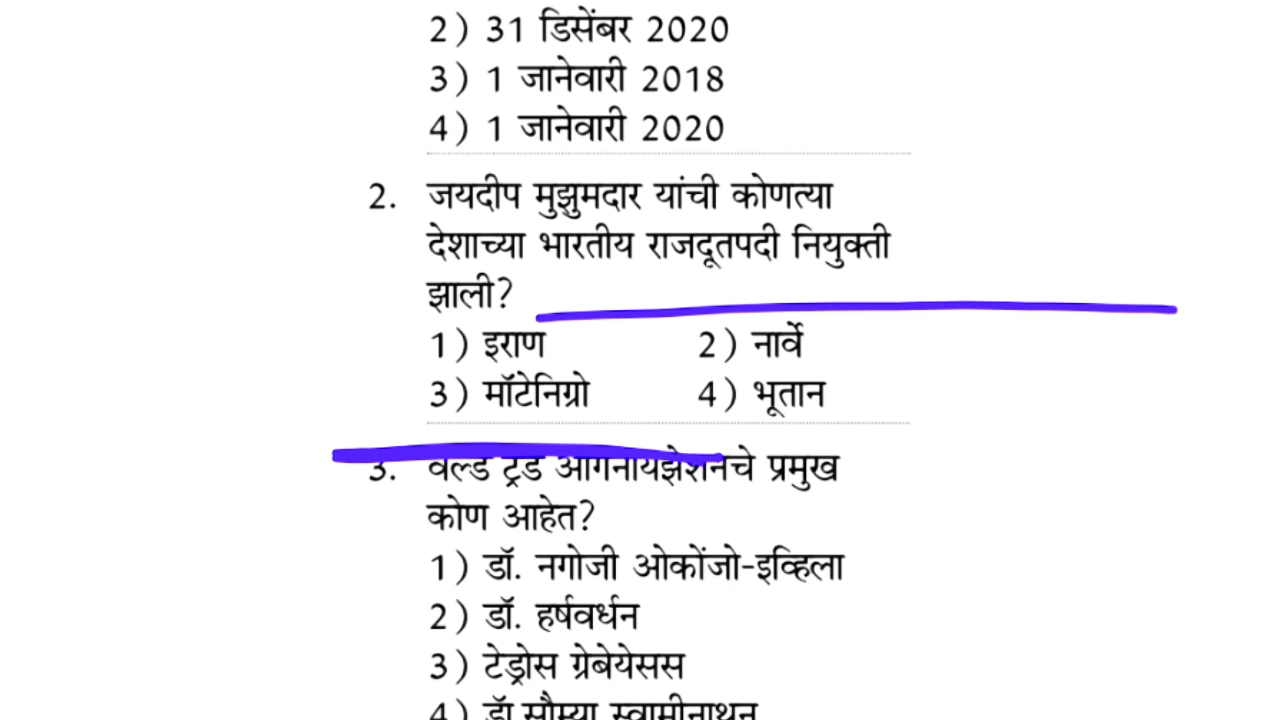 2) 31 डिसेंबर 2020
3) 1 जानेवारी 2018
4) 1 जानेवारी 2020
2. जयदीप मुझुमदार यांची कोणत्या
देशाच्या भारतीय राजदूतपदी नियुक्ती
झाली?
1) इराण 2) नार्वे
3) मॉटेनिग्रो 4) भूतान
3. वर्ल्ड ट्रेड ऑर्गनायझेशनचे प्रमुख
कोण आहेत?
1) डॉ. नगोजी ओकोंजो-इव्हिला
2) डॉ. हर्षवर्धन
3) टेड्रोस ग्रेबेयेसस
4) डॉ सौम्या स्वामीनाथन